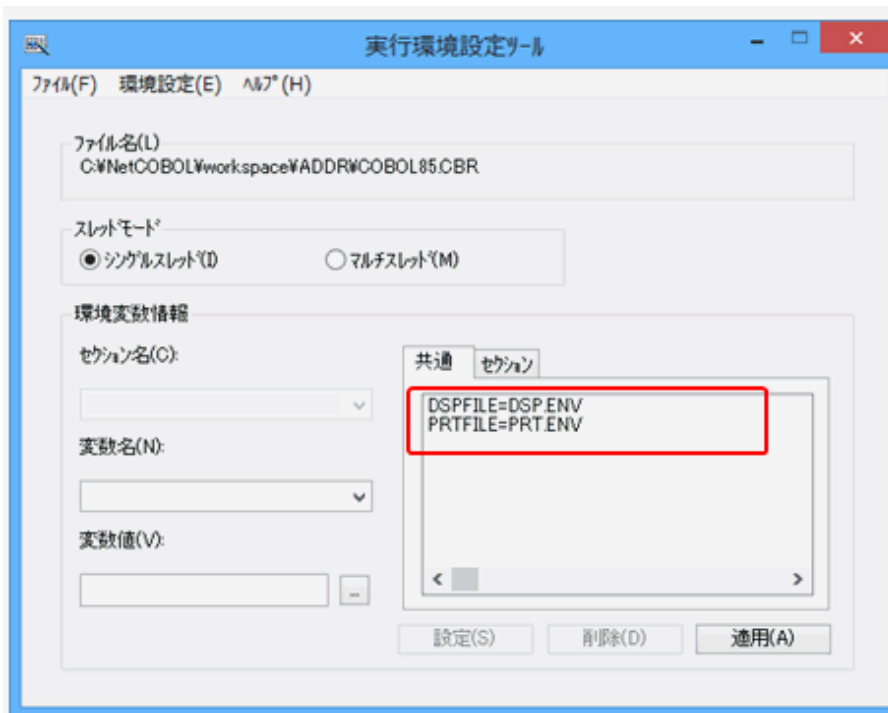 実行環境設定ツール
ファイル(F) 環境設定(E) ヘルプ(H)
ファイル名(L)
C:¥NetCOBOL¥workspace¥ADDR¥COBOL85.CBR
スレッドモード
シングルスレッド(I) マルチスレッド(M)
環境変数情報
セクション名(C):
共通 セクション
DSPFILE=DSP.ENV
PRTFILE=PRT.ENV
変数名(N):
変数値(V):
...
設定(S) 削除(D) 適用(A)